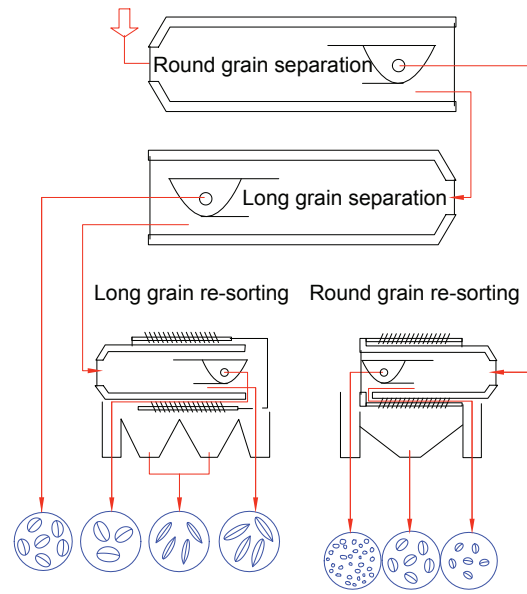 Round grain separation
Long grain separation
Long grain re-sorting
Round grain re-sorting